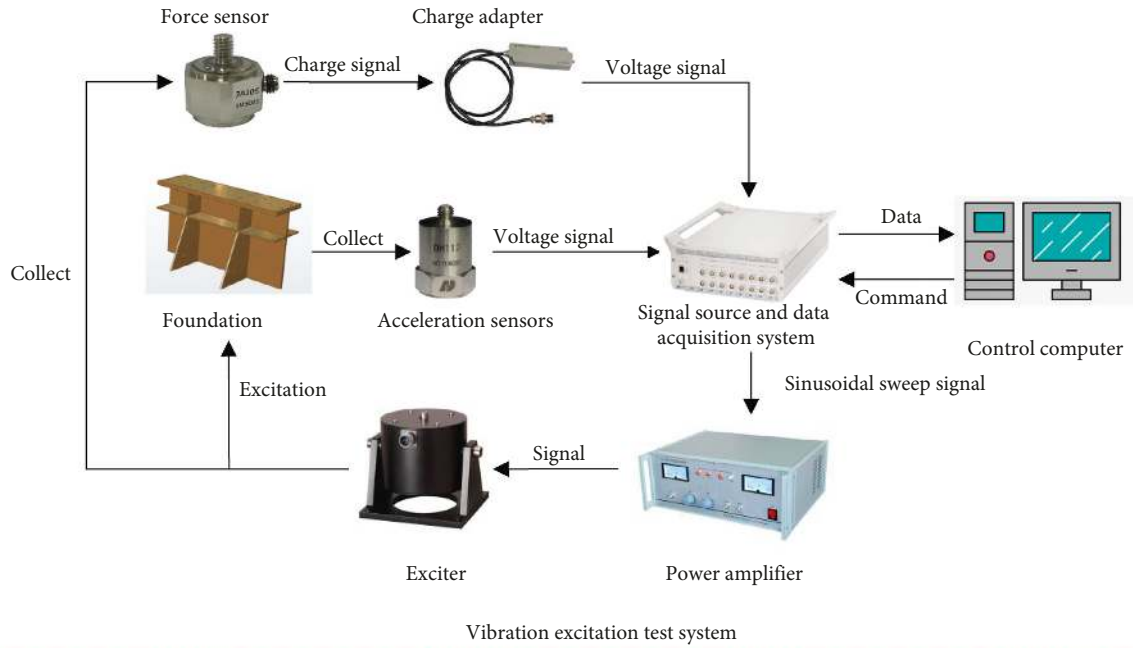 Force sensor
Charge adapter
Charge signal
Voltage signal
Collect
Foundation
Collect
Acceleration sensors
Voltage signal
Signal source and data
acquisition system
Data
Command
Control computer
Excitation
Sinusoidal sweep signal
Signal
Exciter
Power amplifier
Vibration excitation test system